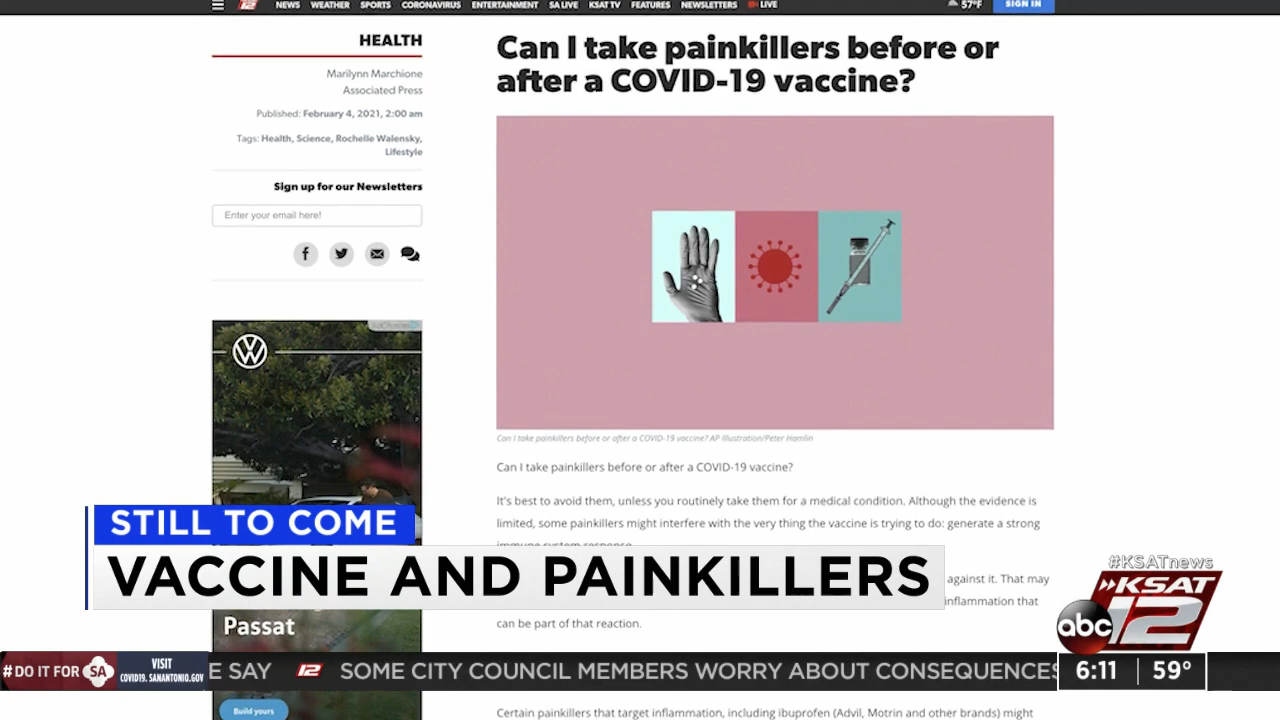 NEWS WEATHER SPORTS CORONAVIRUS ENTERTAINMENT SA LIVE KSAT TV FEATURES NEWSLETTERS LIVE 57°F SIGN IN
HEALTH
Marilynn Marchione
Associated Press
Published: February 4, 2021, 2:00 am
Tags: Health, Science, Rochelle Walensky,
Lifestyle
Sign up for our Newsletters
Enter your email here!
Can I take painkillers before or
after a COVID-19 vaccine?
Can I take painkillers before or after a COVID-19 vaccine? AP Illustration/Peter Hamlin
Can I take painkillers before or after a COVID-19 vaccine?
It's best to avoid them, unless you routinely take them for a medical condition. Although the evidence is
limited, some painkillers might interfere with the very thing the vaccine is trying to do: generate a strong
immune system response.
against it. That may
inflammation that
can be part of that reaction.
Certain painkillers that target inflammation, including ibuprofen (Advil, Motrin and other brands) might
AdChoices
Passat
Build yours
STILL TO COME
VACCINE AND PAINKILLERS
#KSATnews
KSAT
abc 12
#DO IT FOR SA
VISIT
COVID19.SANANTONIO.GOV
E SAY 12 SOME CITY COUNCIL MEMBERS WORRY ABOUT CONSEQUENCES
6:11 59°